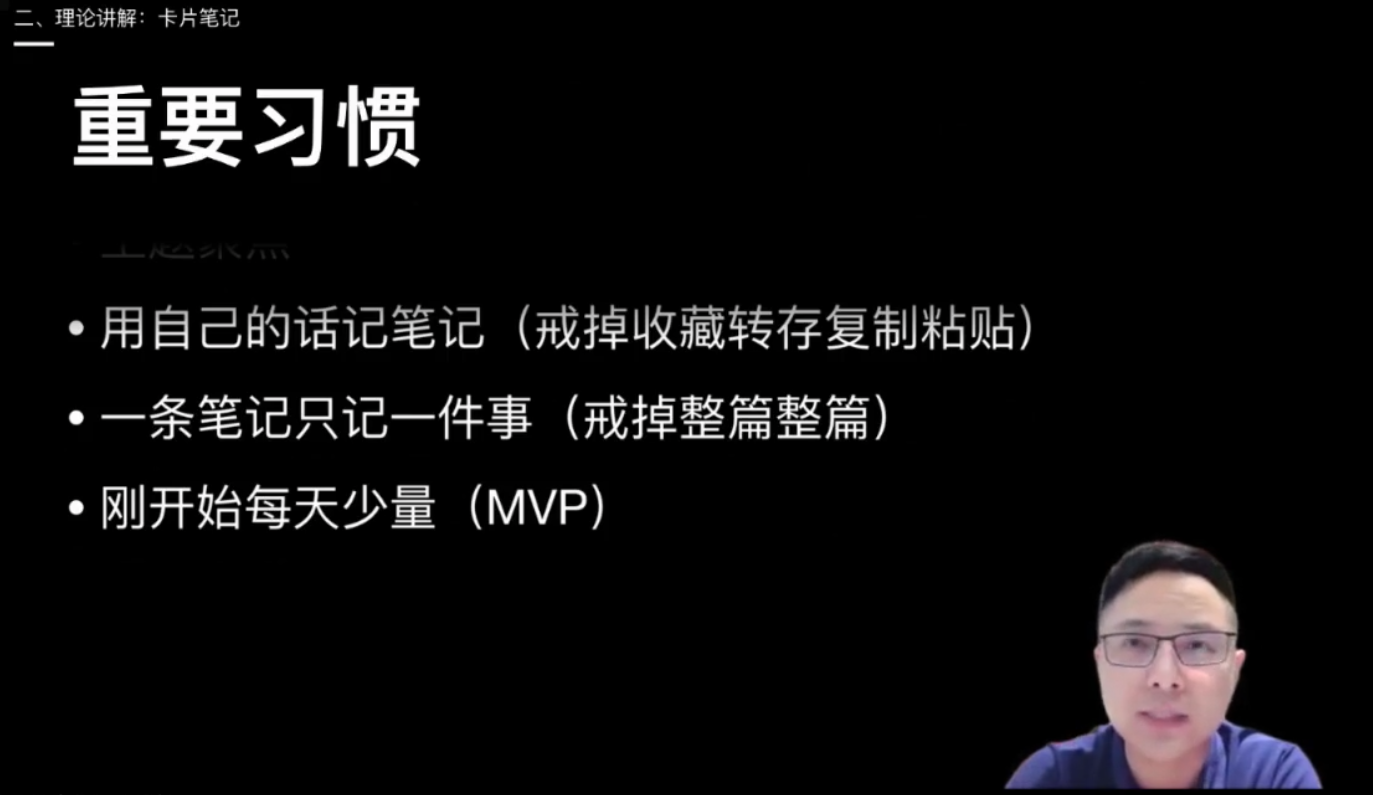 二、理论讲解：卡片笔记
重要习惯
• 用自己的话记笔记（戒掉收藏转存复制粘贴）
• 一条笔记只记一件事（戒掉整篇整篇）
• 刚开始每天少量（MVP）